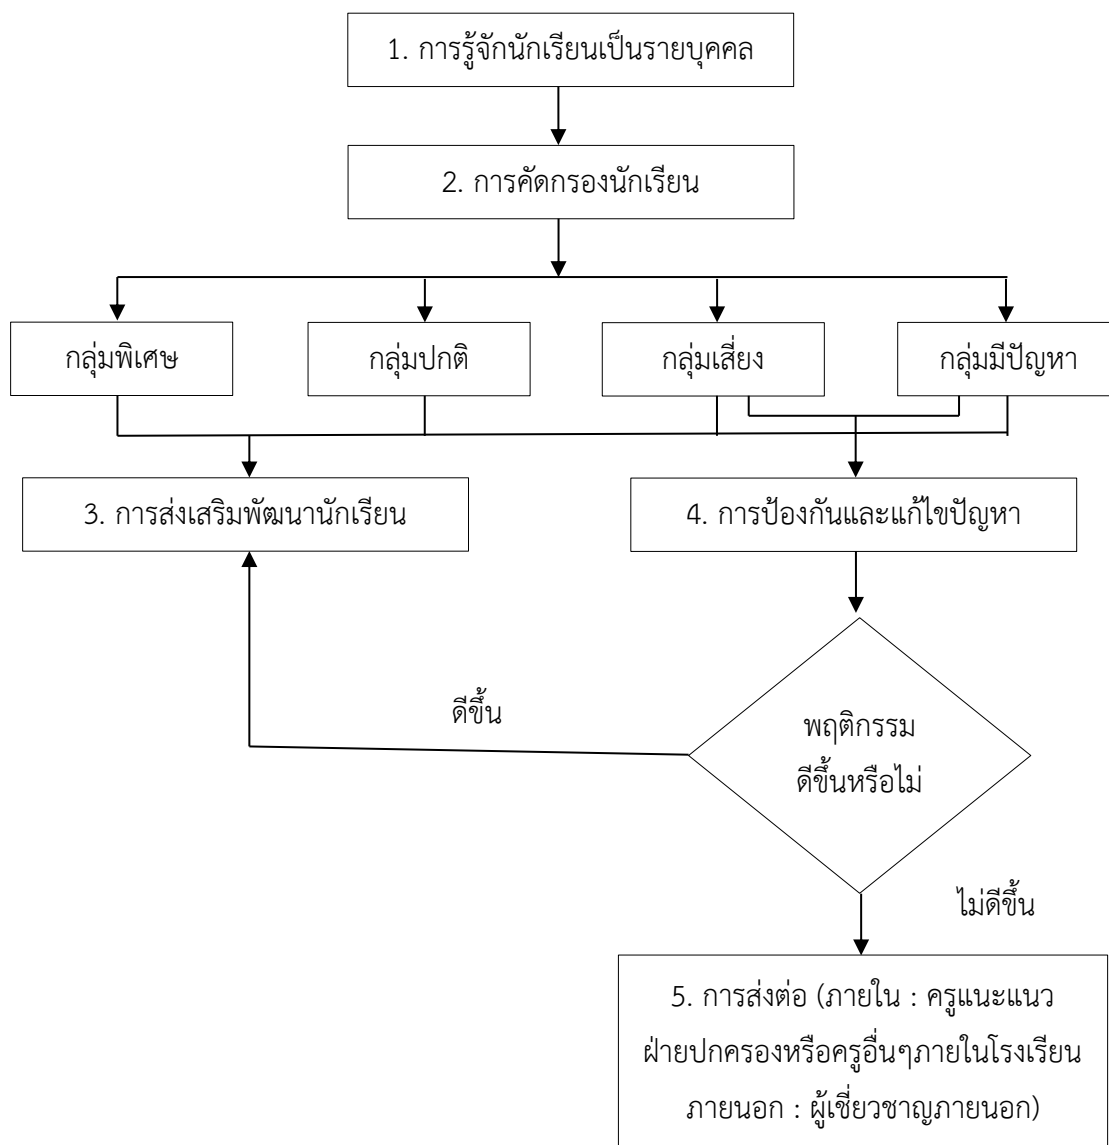 1. การรู้จักนักเรียนเป็นรายบุคคล
2. การคัดกรองนักเรียน
กลุ่มพิเศษ
กลุ่มปกติ
กลุ่มเสี่ยง
กลุ่มมีปัญหา
3. การส่งเสริมพัฒนานักเรียน
4. การป้องกันและแก้ไขปัญหา
ดีขึ้น
พฤติกรรม
ดีขึ้นหรือไม่
ไม่ดีขึ้น
5. การส่งต่อ (ภายใน : ครูแนะแนว
ฝ่ายปกครองหรือครูอื่นๆภายในโรงเรียน
ภายนอก : ผู้เชี่ยวชาญภายนอก)